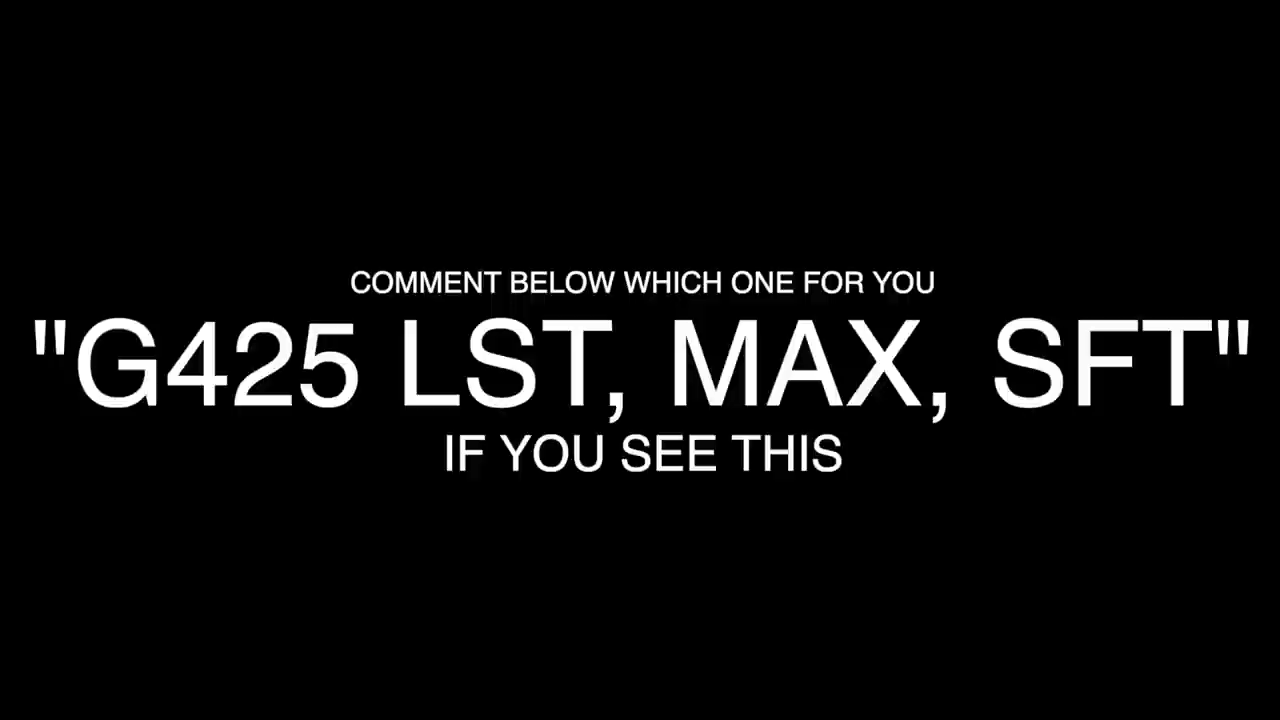 COMMENT BELOW WHICH ONE FOR YOU
"G425 LST, MAX, SFT"
IF YOU SEE THIS